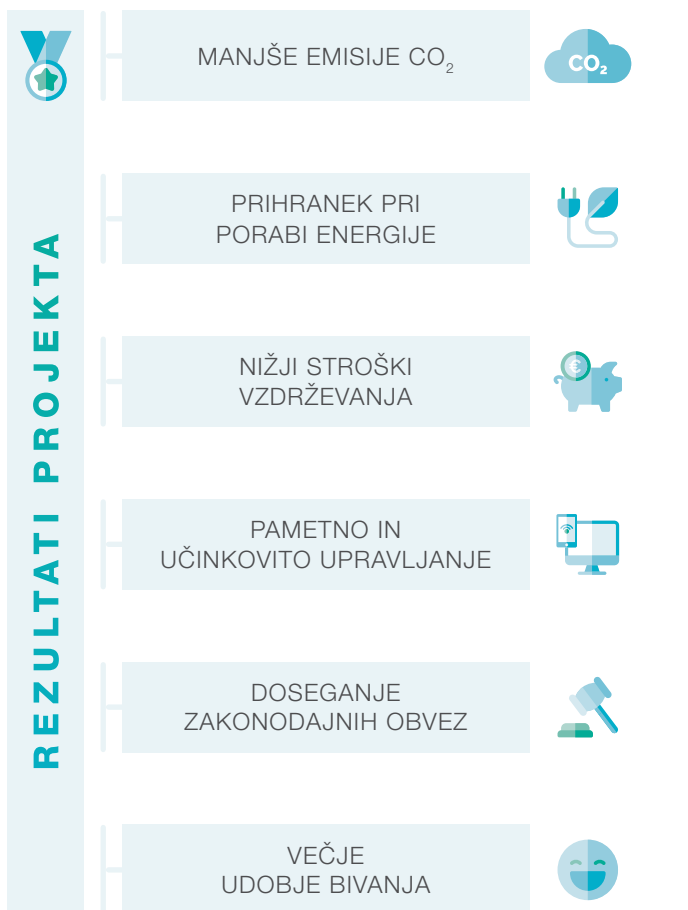 REZULTATI PROJEKTA
MANJŠE EMISIJE CO₂
CO₂
PRIHRANEK PRI
PORABI ENERGIJE
NIŽJI STROŠKI
VZDRŽEVANJA
€
PAMETNO IN
UČINKOVITO UPRAVLJANJE
DOSEGANJE
ZAKONODAJNIH OBVEZ
VEČJE
UDOBJE BIVANJA